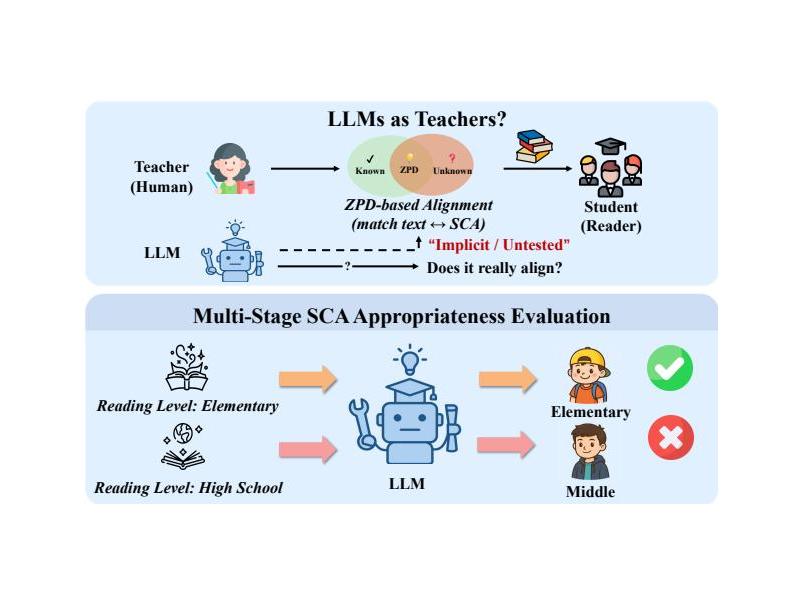 LLMs as Teachers?
Teacher
(Human)
✓ ?
Known ZPD Unknown
ZPD-based Alignment
(match text ↔ SCA)
Student
(Reader)
LLM
"Implicit / Untested"
? Does it really align?
Multi-Stage SCA Appropriateness Evaluation
Reading Level: Elementary
Elementary
Reading Level: High School
LLM
Middle